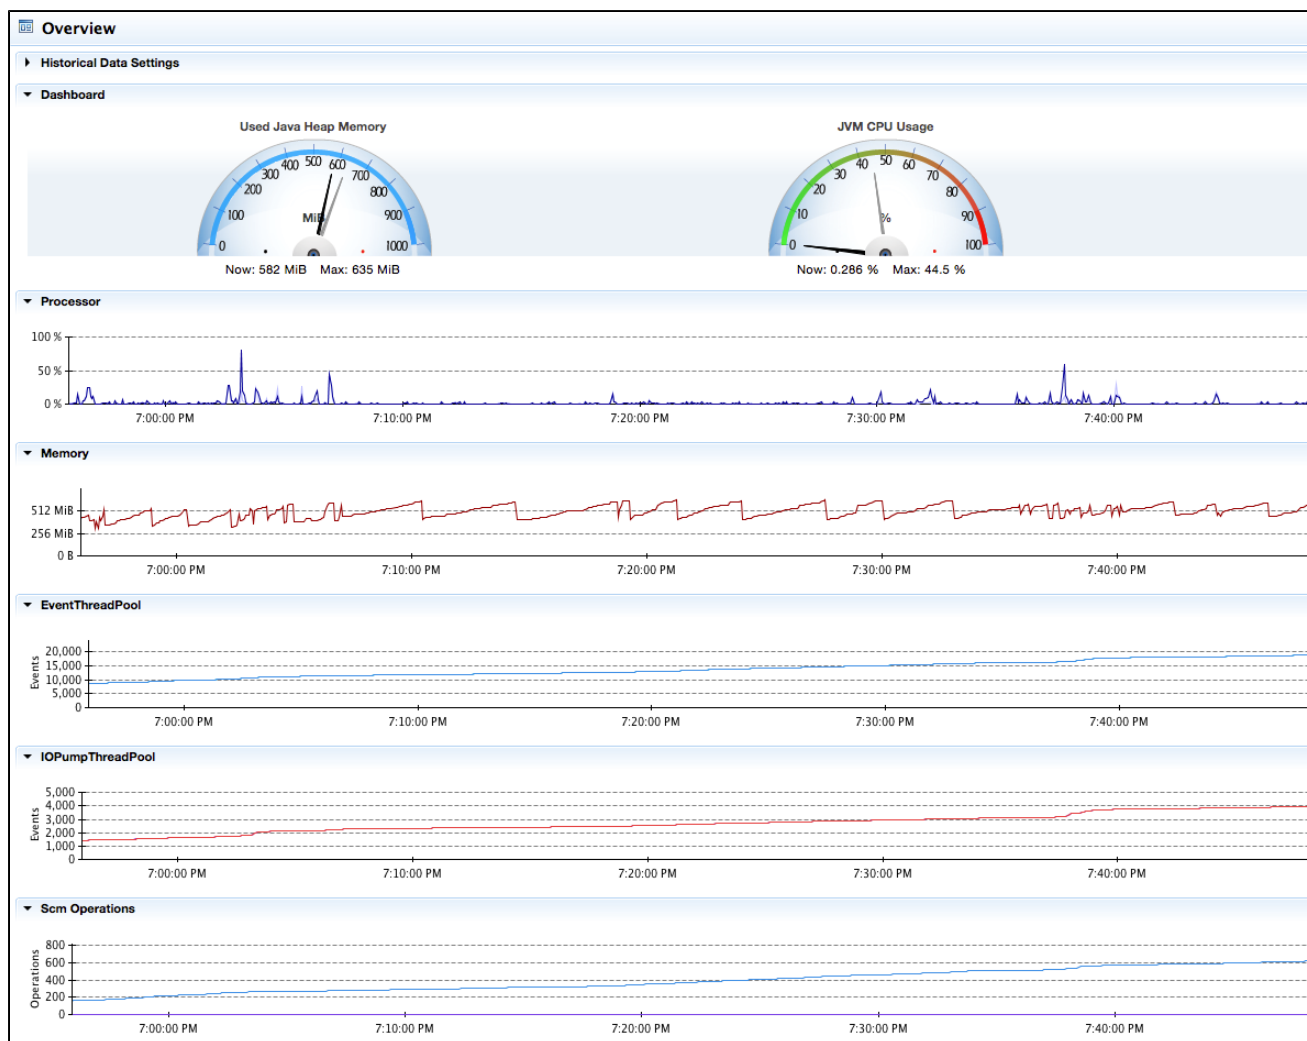 Overview
Historical Data Settings
Dashboard
Used Java Heap Memory
0 100 200 300 400 500 600 700 800 900 1000
MiB
Now: 582 MiB Max: 635 MiB
JVM CPU Usage
0 10 20 30 40 50 60 70 80 90 100
%
Now: 0.286 % Max: 44.5 %
Processor
100 %
50 %
0 %
7:00:00 PM 7:10:00 PM 7:20:00 PM 7:30:00 PM 7:40:00 PM
Memory
512 MiB
256 MiB
0 B
7:00:00 PM 7:10:00 PM 7:20:00 PM 7:30:00 PM 7:40:00 PM
EventThreadPool
Events
20,000
15,000
10,000
5,000
0
7:00:00 PM 7:10:00 PM 7:20:00 PM 7:30:00 PM 7:40:00 PM
IOPumpThreadPool
Events
5,000
4,000
3,000
2,000
1,000
0
7:00:00 PM 7:10:00 PM 7:20:00 PM 7:30:00 PM 7:40:00 PM
Scm Operations
Operations
800
600
400
200
0
7:00:00 PM 7:10:00 PM 7:20:00 PM 7:30:00 PM 7:40:00 PM